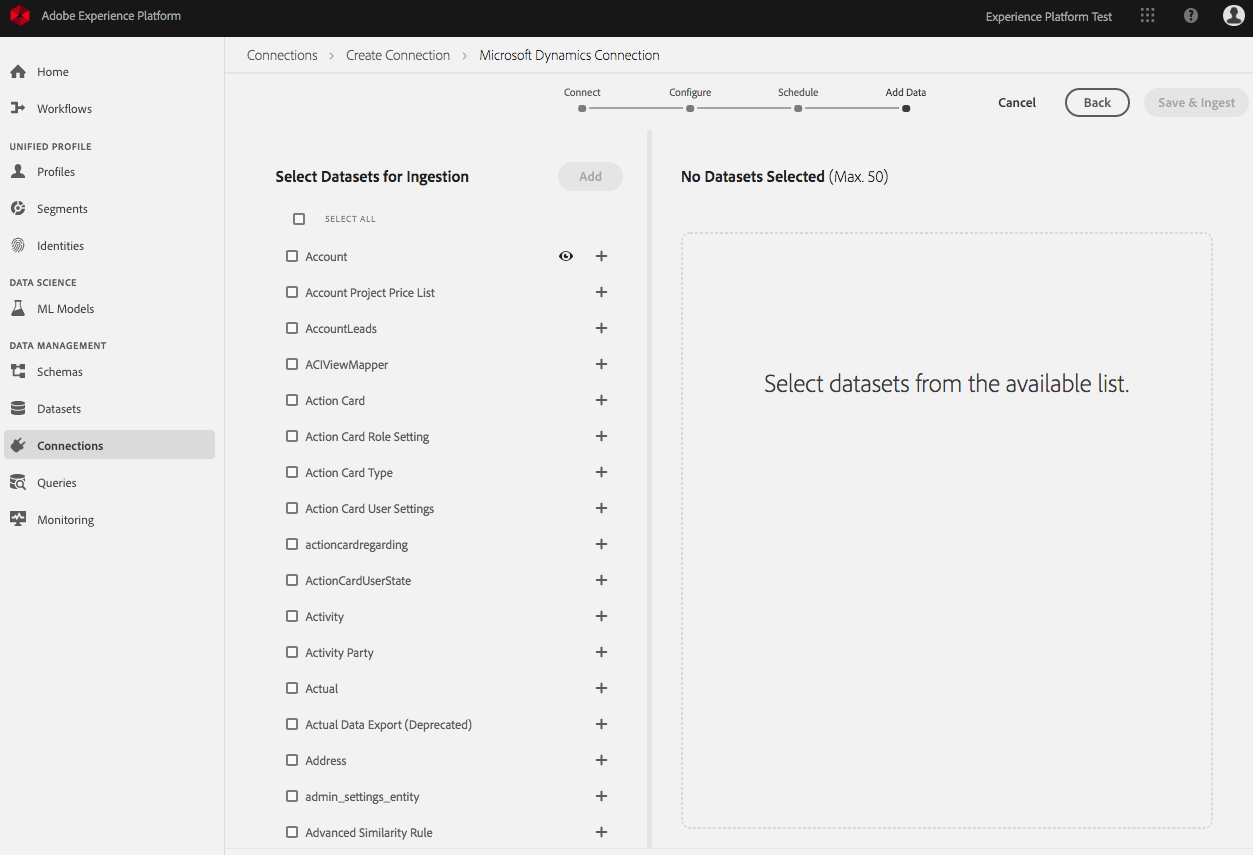 Adobe Experience Platform
Experience Platform Test
Home
Workflows
UNIFIED PROFILE
Profiles
Segments
Identities
DATA SCIENCE
ML Models
DATA MANAGEMENT
Schemas
Datasets
Connections
Queries
Monitoring
Connections > Create Connection > Microsoft Dynamics Connection
Connect Configure Schedule Add Data
Cancel Back Save & Ingest
Select Datasets for Ingestion Add
SELECT ALL
Account
Account Project Price List
AccountLeads
ACIViewMapper
Action Card
Action Card Role Setting
Action Card Type
Action Card User Settings
actioncardregarding
ActionCardUserState
Activity
Activity Party
Actual
Actual Data Export (Deprecated)
Address
admin_settings_entity
Advanced Similarity Rule
No Datasets Selected (Max. 50)
Select datasets from the available list.